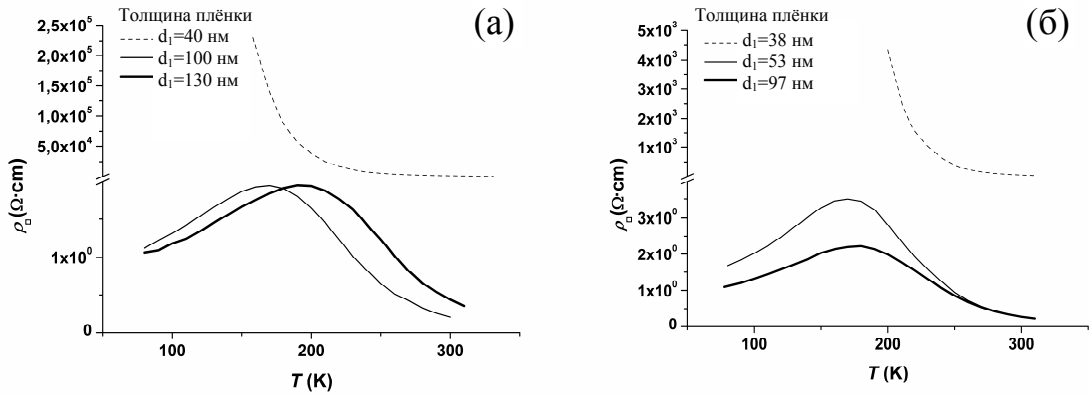 Толщина плёнки
(а)
d₁=40 нм
d₁=100 нм
d₁=130 нм
2,5x10⁵
2,0x10⁵
1,5x10⁵
1,0x10⁵
5,0x10⁴
1x10⁰
0
ρ□(Ω·cm)
100
200
300
T (K)
Толщина плёнки
(б)
d₁=38 нм
d₁=53 нм
d₁=97 нм
5x10³
4x10³
3x10³
2x10³
1x10³
3x10⁰
2x10⁰
1x10⁰
0
ρ□(Ω·cm)
100
200
300
T (K)